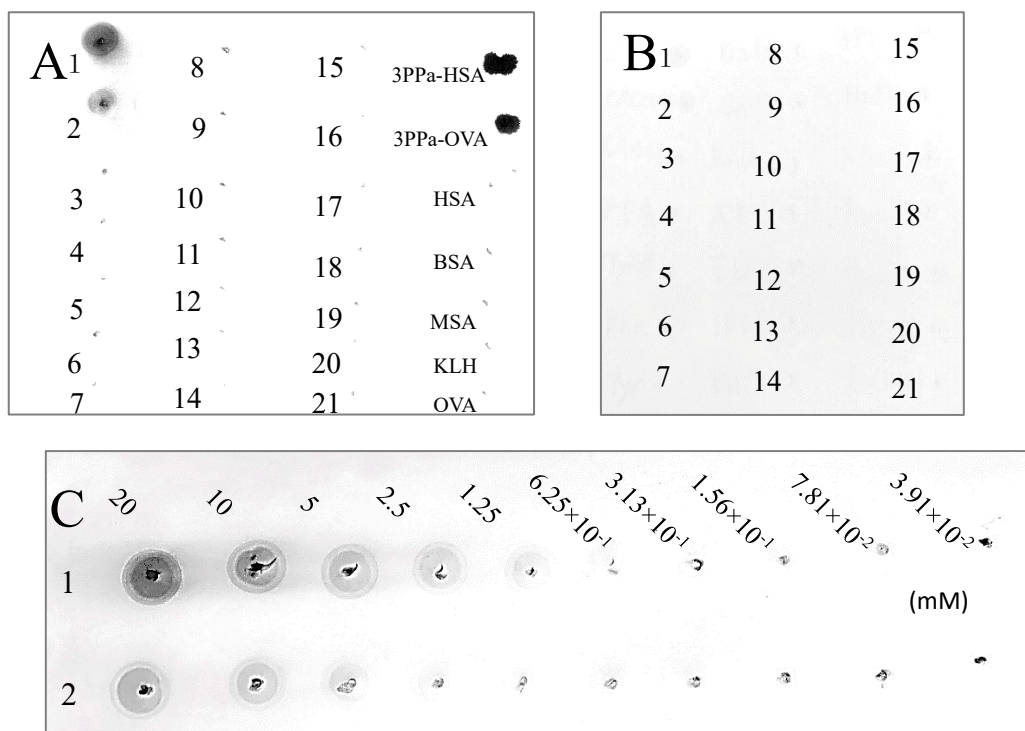 A
1 8 15 3PPa-HSA
2 9 16 3PPa-OVA
3 10 17 HSA
4 11 18 BSA
5 12 19 MSA
6 13 20 KLH
7 14 21 OVA
B
1 8 15
2 9 16
3 10 17
4 11 18
5 12 19
6 13 20
7 14 21
C
20 10 5 2.5 1.25 6.25×10⁻¹ 3.13×10⁻¹ 1.56×10⁻¹ 7.81×10⁻² 3.91×10⁻²
1
(mM)
2